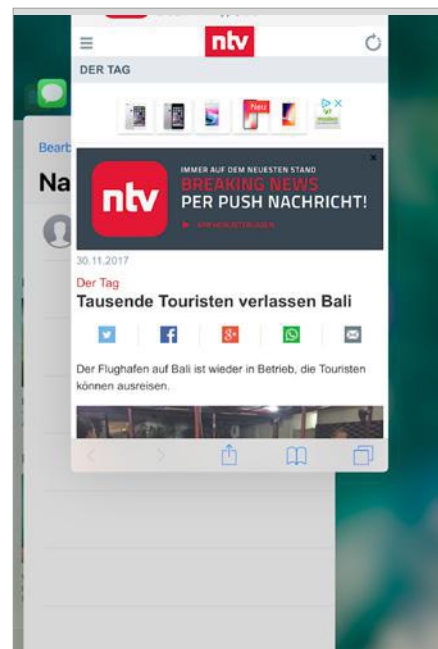 ntv
DER TAG
Neu
IMMER AUF DEM NEUESTEN STAND
BREAKING NEWS
PER PUSH NACHRICHT!
ntv
30.11.2017
Der Tag
Tausende Touristen verlassen Bali
Der Flughafen auf Bali ist wieder in Betrieb, die Touristen
können ausreisen.
Bearb
Na